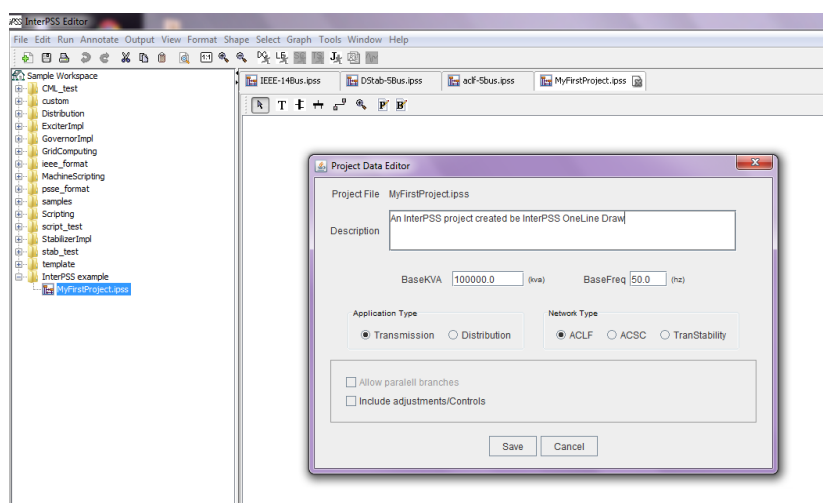 InterPSS Editor
File Edit Run Annotate Output View Format Shape Select Graph Tools Window Help
Sample Workspace
CML_test
custom
Distribution
ExciterImpl
GovernorImpl
GridComputing
ieee_format
MachineScripting
psse_format
samples
Scripting
script_test
StabilizerImpl
stab_test
template
InterPSS example
MyFirstProject.ipss
IEEE-14Bus.ipss DStab-5Bus.ipss aclf-5bus.ipss MyFirstProject.ipss
T P B
Project Data Editor
Project File MyFirstProject.ipss
Description An InterPSS project created be InterPSS OneLine Draw
BaseKVA 100000.0 (kva) BaseFreq 50.0 (hz)
Application Type Network Type
Transmission Distribution ACLF ACSC TranStability
Allow paralell branches
Include adjustments/Controls
Save Cancel